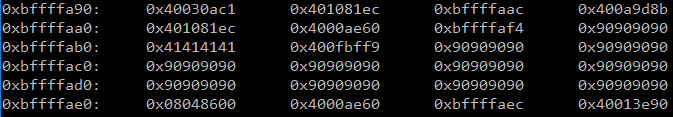 0xbffffa90: 0x40030ac1 0x401081ec 0xbffffaac 0x400a9d8b
0xbffffaa0: 0x401081ec 0x4000ae60 0xbffffaf4 0x90909090
0xbffffab0: 0x41414141 0x400fbff9 0x90909090 0x90909090
0xbffffac0: 0x90909090 0x90909090 0x90909090 0x90909090
0xbffffad0: 0x90909090 0x90909090 0x90909090 0x90909090
0xbffffae0: 0x08048600 0x4000ae60 0xbffffaec 0x40013e90